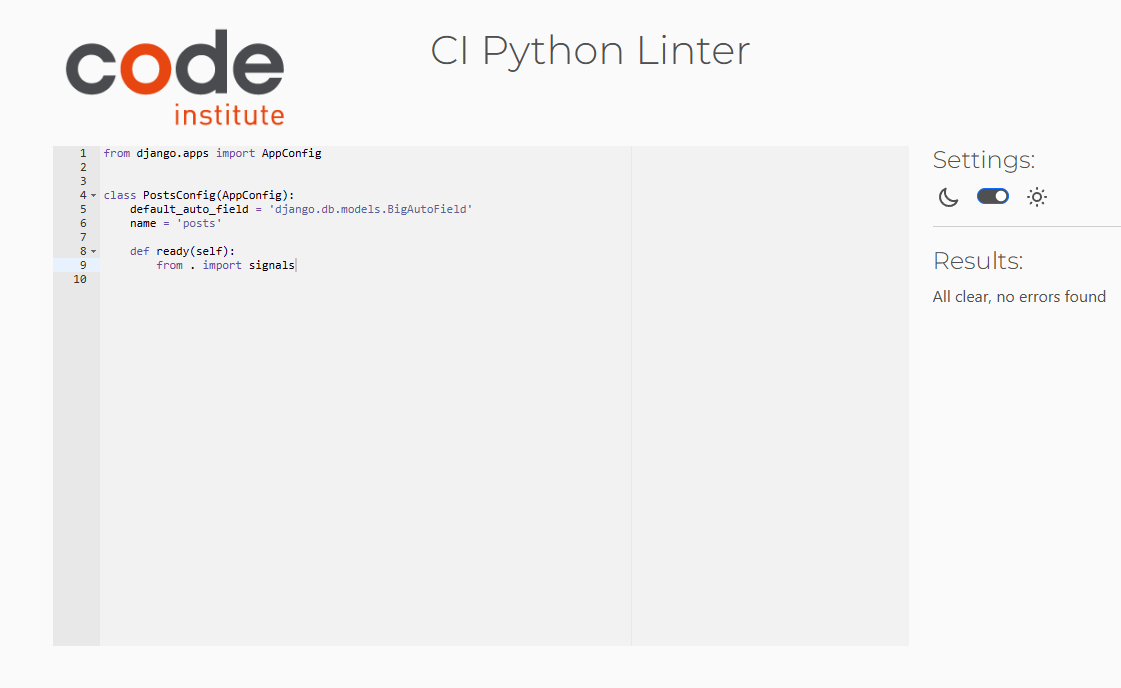 code
institute
CI Python Linter
1 from django.apps import AppConfig
2
3
4 class PostsConfig(AppConfig):
5     default_auto_field = 'django.db.models.BigAutoField'
6     name = 'posts'
7
8     def ready(self):
9         from . import signals
10
Settings:
Results:
All clear, no errors found